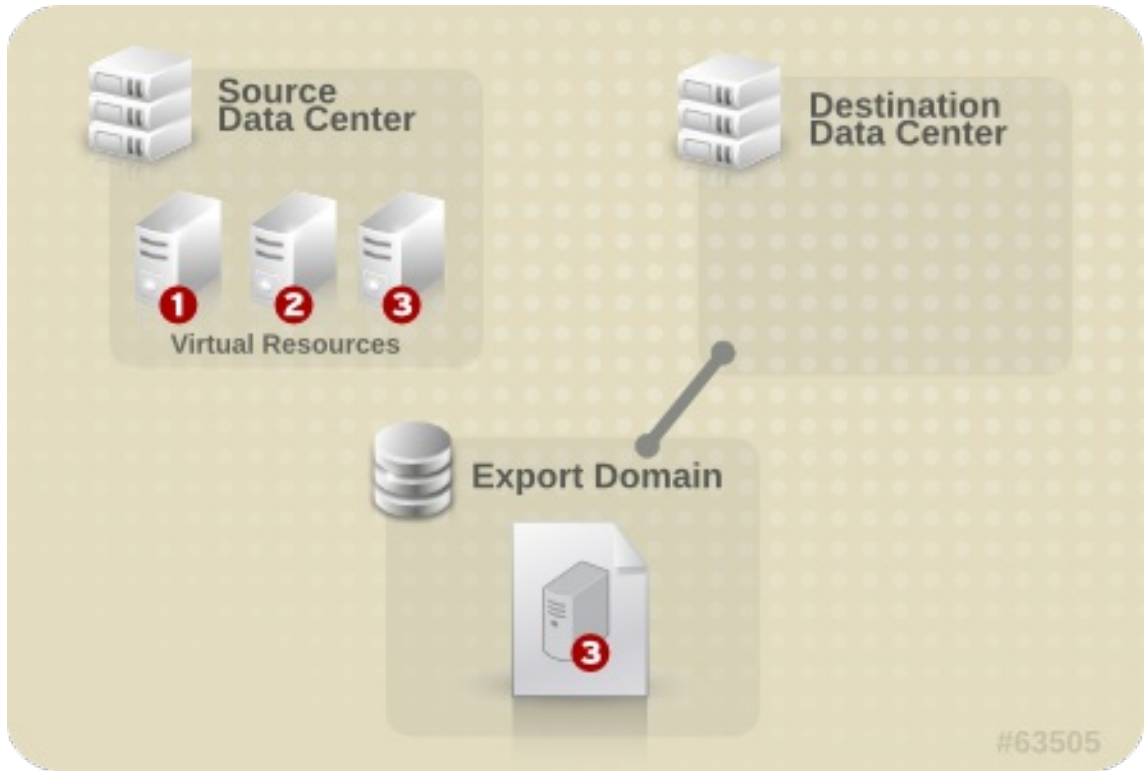 Source
Data Center
Destination
Data Center
1
2
3
Virtual Resources
Export Domain
3
#63505